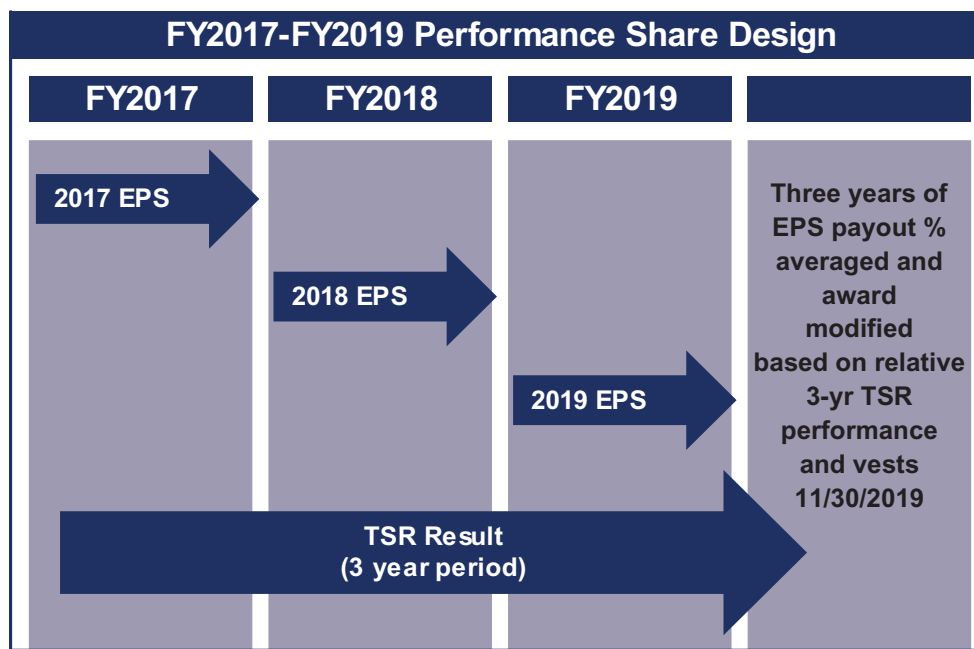 FY2017-FY2019 Performance Share Design
FY2017
FY2018
FY2019
2017 EPS
2018 EPS
2019 EPS
TSR Result
(3 year period)
Three years of
EPS payout %
averaged and
award
modified
based on relative
3-yr TSR
performance
and vests
11/30/2019